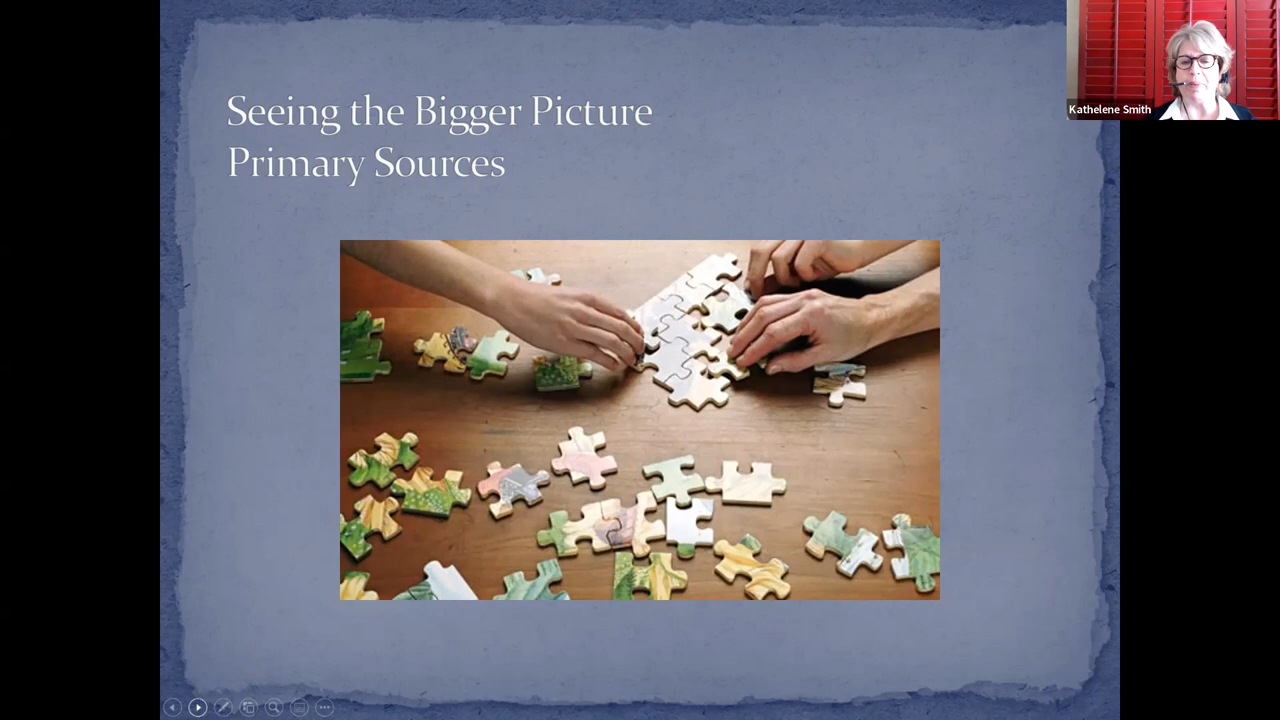 Seeing the Bigger Picture
Primary Sources
Kathelene Smith